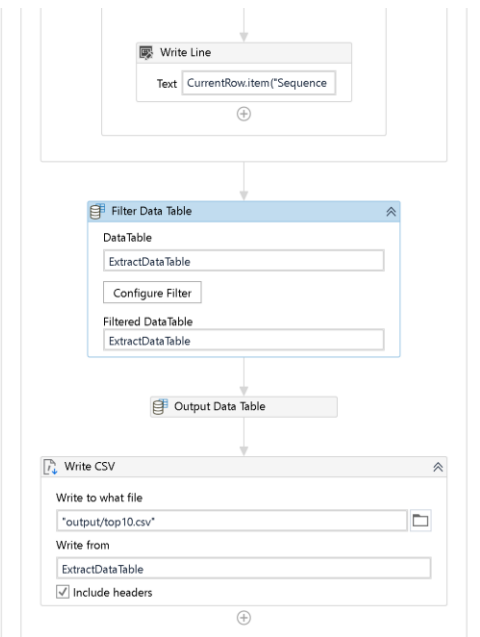 Write Line
Text CurrentRow.item("Sequence
Filter Data Table
DataTable
ExtractDataTable
Configure Filter
Filtered DataTable
ExtractDataTable
Output Data Table
Write CSV
Write to what file
"output/top10.csv"
Write from
ExtractDataTable
Include headers